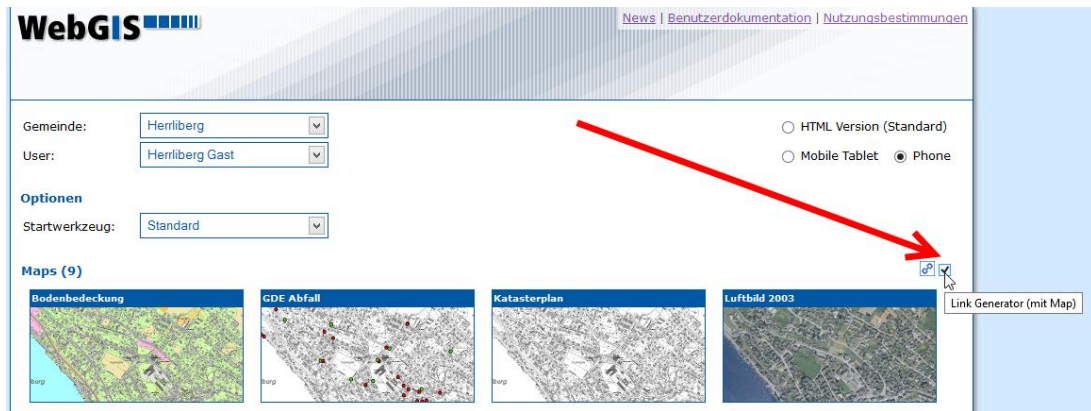 WebGIS
News | Benutzerdokumentation | Nutzungsbestimmungen
Gemeinde: Herrliberg
HTML Version (Standard)
User: Herrliberg Gast
Mobile Tablet Phone
Optionen
Startwerkzeug: Standard
Maps (9)
Link Generator (mit Map)
Bodenbedeckung
GDE Abfall
Katasterplan
Luftbild 2003